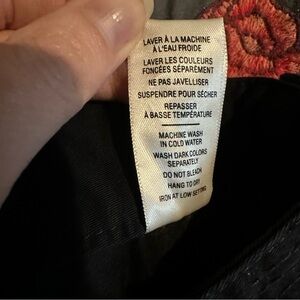 LAVER À LA MACHINE
À L'EAU FROIDE
LAVER LES COULEURS
FONCÉES SÉPARÉMENT
NE PAS JAVELLISER
SUSPENDRE POUR SÉCHER
REPASSER
À BASSE TEMPÉRATURE
MACHINE WASH
IN COLD WATER
WASH DARK COLORS
SEPARATELY
DO NOT BLEACH
HANG TO DRY
IRON AT LOW SETTING